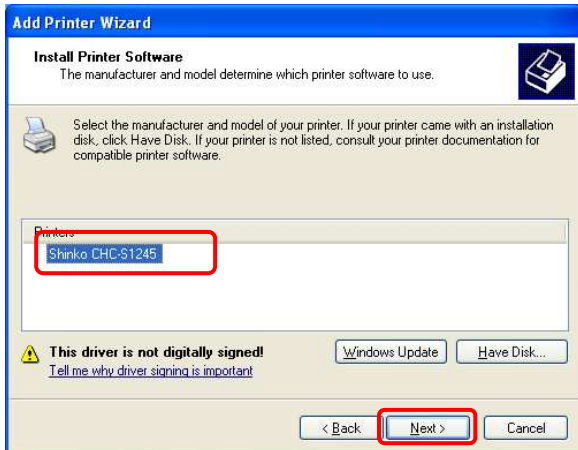 Add Printer Wizard
Install Printer Software
The manufacturer and model determine which printer software to use.
Select the manufacturer and model of your printer. If your printer came with an installation
disk, click Have Disk. If your printer is not listed, consult your printer documentation for
compatible printer software.
Printers
Shinko CHC-S1245
This driver is not digitally signed!
Tell me why driver signing is important
Windows Update
Have Disk...
< Back
Next >
Cancel